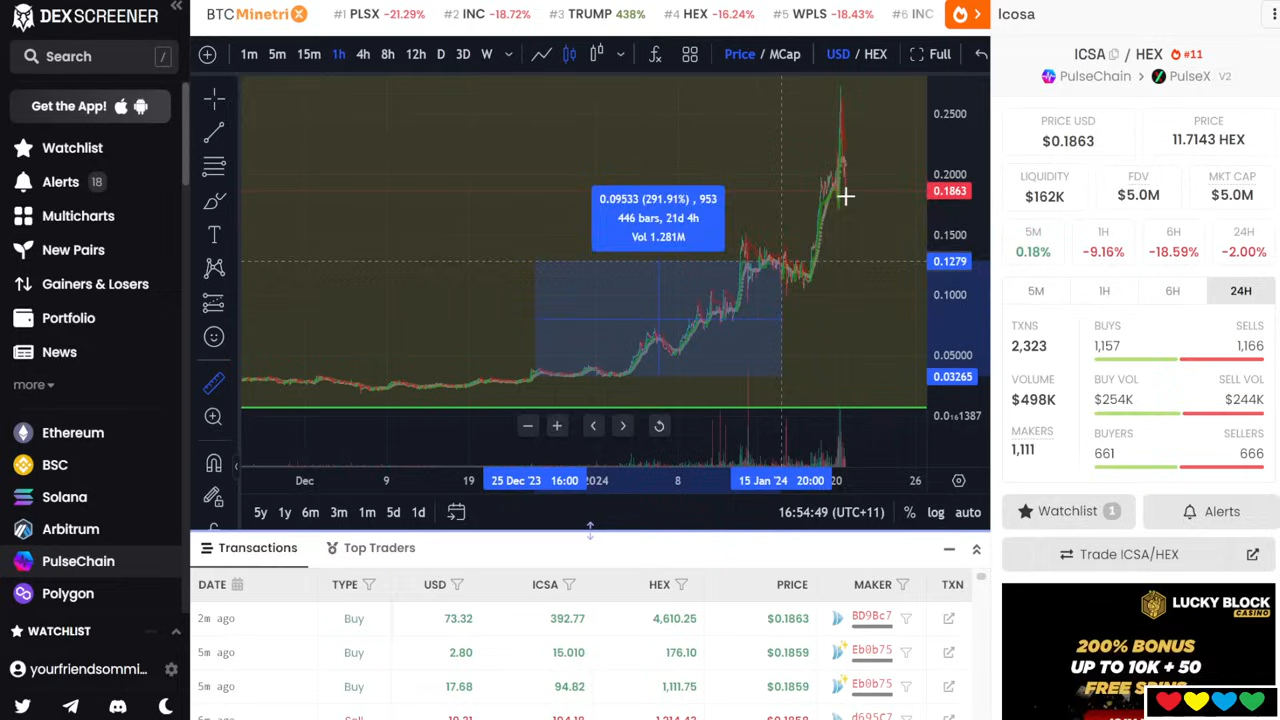 DEX SCREENER
BTCMinetrix
#1 PLSX -21.29%
#2 INC -18.72%
#3 TRUMP 438%
#4 HEX -16.24%
#5 WPLS -18.43%
#6 INC
Icosa
Search
/
Get the App!
Watchlist
Alerts 18
Multicharts
New Pairs
Gainers & Losers
Portfolio
News
more
Ethereum
BSC
Solana
Arbitrum
PulseChain
Polygon
WATCHLIST
yourfriendsommi...
1m 5m 15m 1h 4h 8h 12h D 3D W
Price / MCap
USD / HEX
Full
0.2500
0.2000
0.1863
0.1500
0.1279
0.1000
0.05000
0.03265
0.0₁₆1387
0.09533 (291.91%) , 953
446 bars, 21d 4h
Vol 1.281M
Dec 9 19 25 Dec '23 16:00 2024 8 15 Jan '24 20:00 20 26
5y 1y 6m 3m 1m 5d 1d
16:54:49 (UTC+11) % log auto
Transactions
Top Traders
DATE TYPE USD ICSA HEX PRICE MAKER TXN
2m ago Buy 73.32 392.77 4,610.25 $0.1863 BD9Bc7
5m ago Buy 2.80 15.010 176.10 $0.1859 Eb0b75
5m ago Buy 17.68 94.82 1,111.75 $0.1859 Eb0b75
ICSA / HEX #11
PulseChain > PulseX V2
PRICE USD
$0.1863
PRICE
11.7143 HEX
LIQUIDITY
$162K
FDV
$5.0M
MKT CAP
$5.0M
5M
0.18%
1H
-9.16%
6H
-18.59%
24H
-2.00%
5M 1H 6H 24H
TXNS
2,323
BUYS
1,157
SELLS
1,166
VOLUME
$498K
BUY VOL
$254K
SELL VOL
$244K
MAKERS
1,111
BUYERS
661
SELLERS
666
Watchlist 1
Alerts
Trade ICSA/HEX
LUCKY BLOCK
CASINO
200% BONUS
UP TO 10K + 50
FREE SPINS